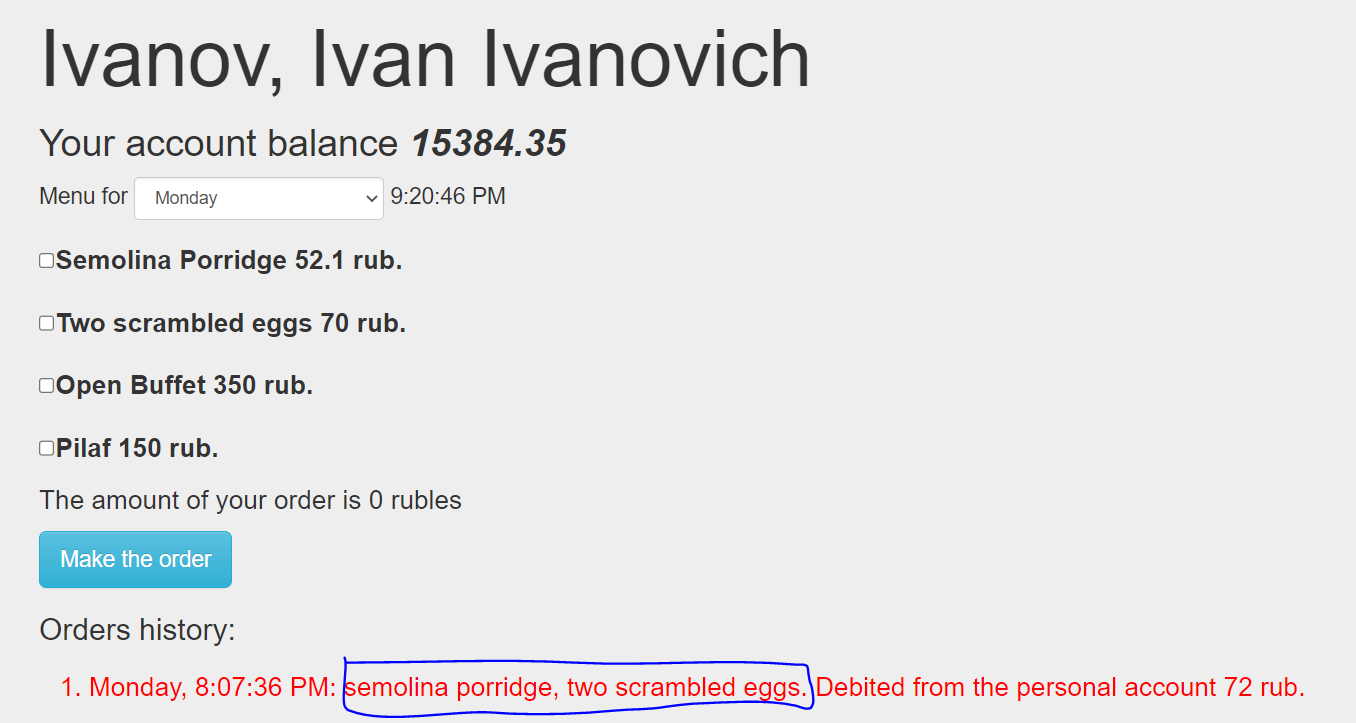 Ivanov, Ivan Ivanovich
Your account balance 15384.35
Menu for Monday 9:20:46 PM
Semolina Porridge 52.1 rub.
Two scrambled eggs 70 rub.
Open Buffet 350 rub.
Pilaf 150 rub.
The amount of your order is 0 rubles
Make the order
Orders history:
1. Monday, 8:07:36 PM: semolina porridge, two scrambled eggs. Debited from the personal account 72 rub.